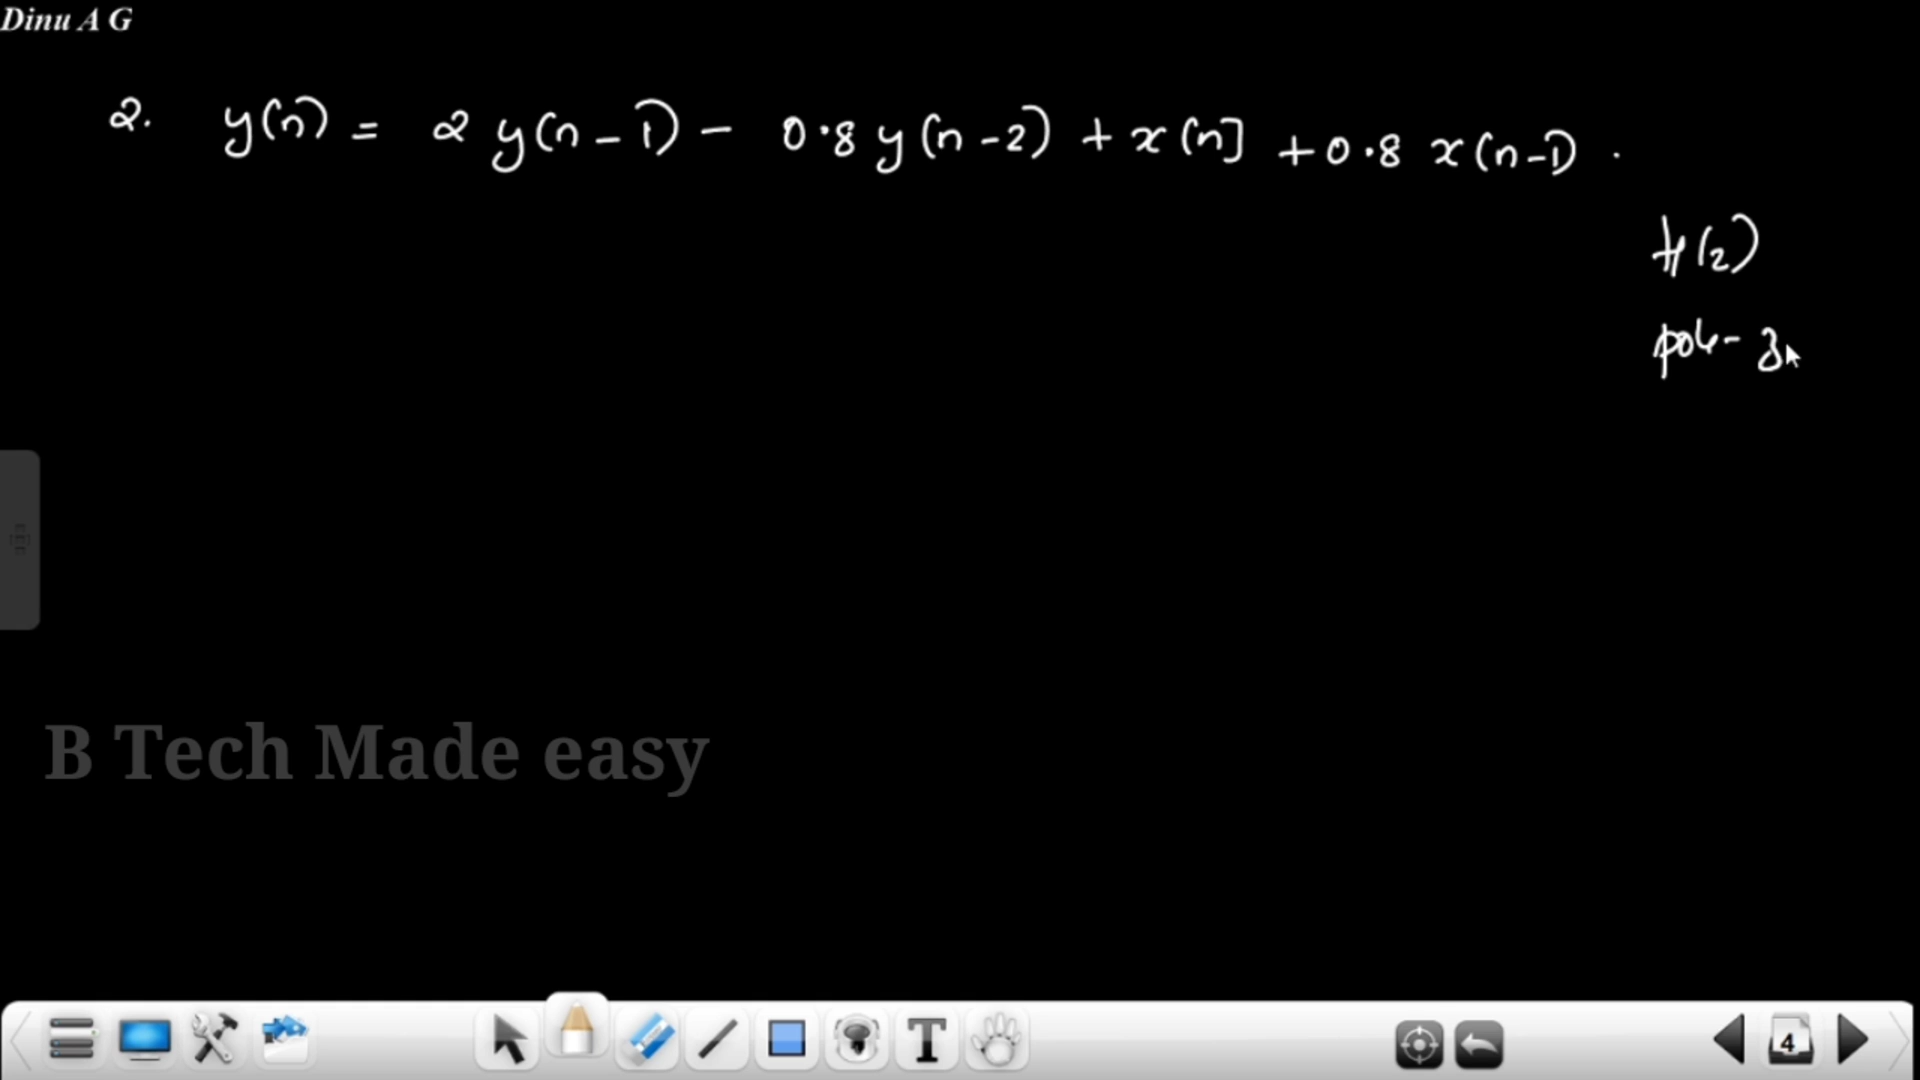 Dinu A G
2. y(n) = 2 y(n-1) - 0.8 y(n-2) + x(n] + 0.8 x(n-1).
H(z)
pole-z
B Tech Made easy
T
4